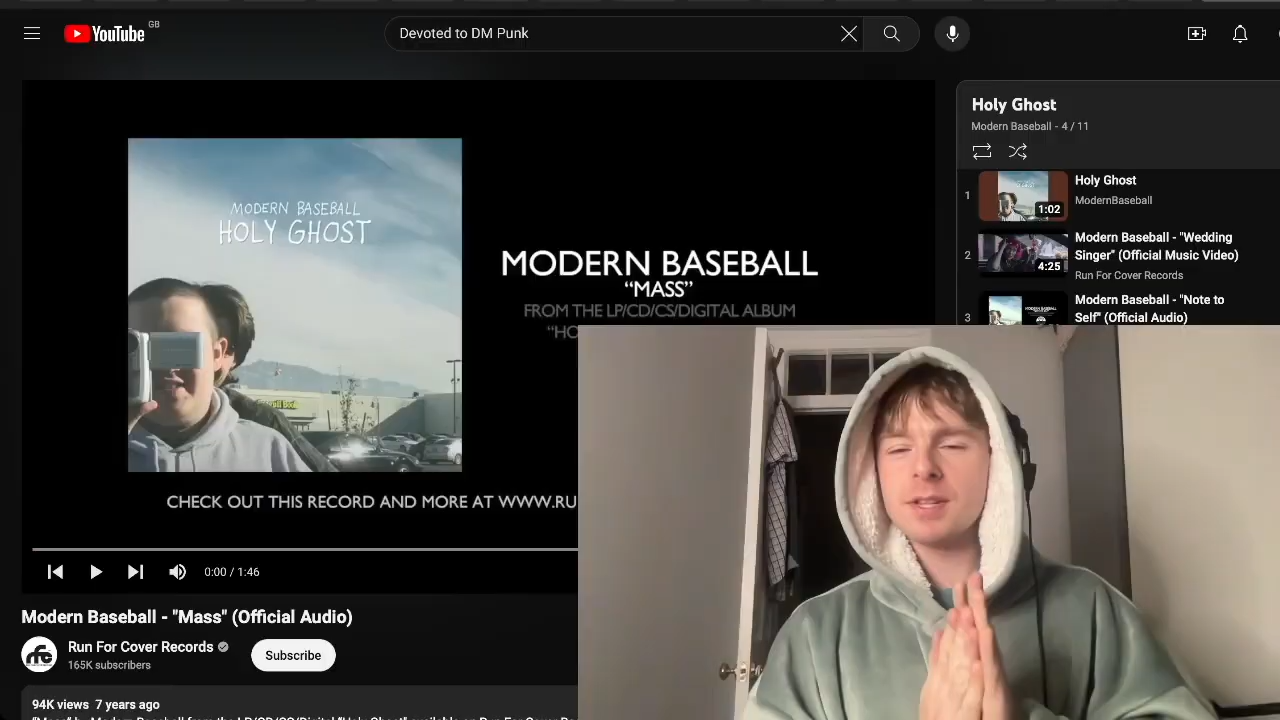 YouTube GB
Devoted to DM Punk
MODERN BASEBALL
HOLY GHOST
MODERN BASEBALL
“MASS”
FROM THE LP/CD/CS/DIGITAL ALBUM
“HO
CHECK OUT THIS RECORD AND MORE AT WWW.RU
0:00 / 1:46
Modern Baseball - "Mass" (Official Audio)
Run For Cover Records
165K subscribers
Subscribe
94K views 7 years ago
Holy Ghost
Modern Baseball - 4 / 11
1
1:02
Holy Ghost
ModernBaseball
2
4:25
Modern Baseball - "Wedding
Singer" (Official Music Video)
Run For Cover Records
3
Modern Baseball - "Note to
Self" (Official Audio)